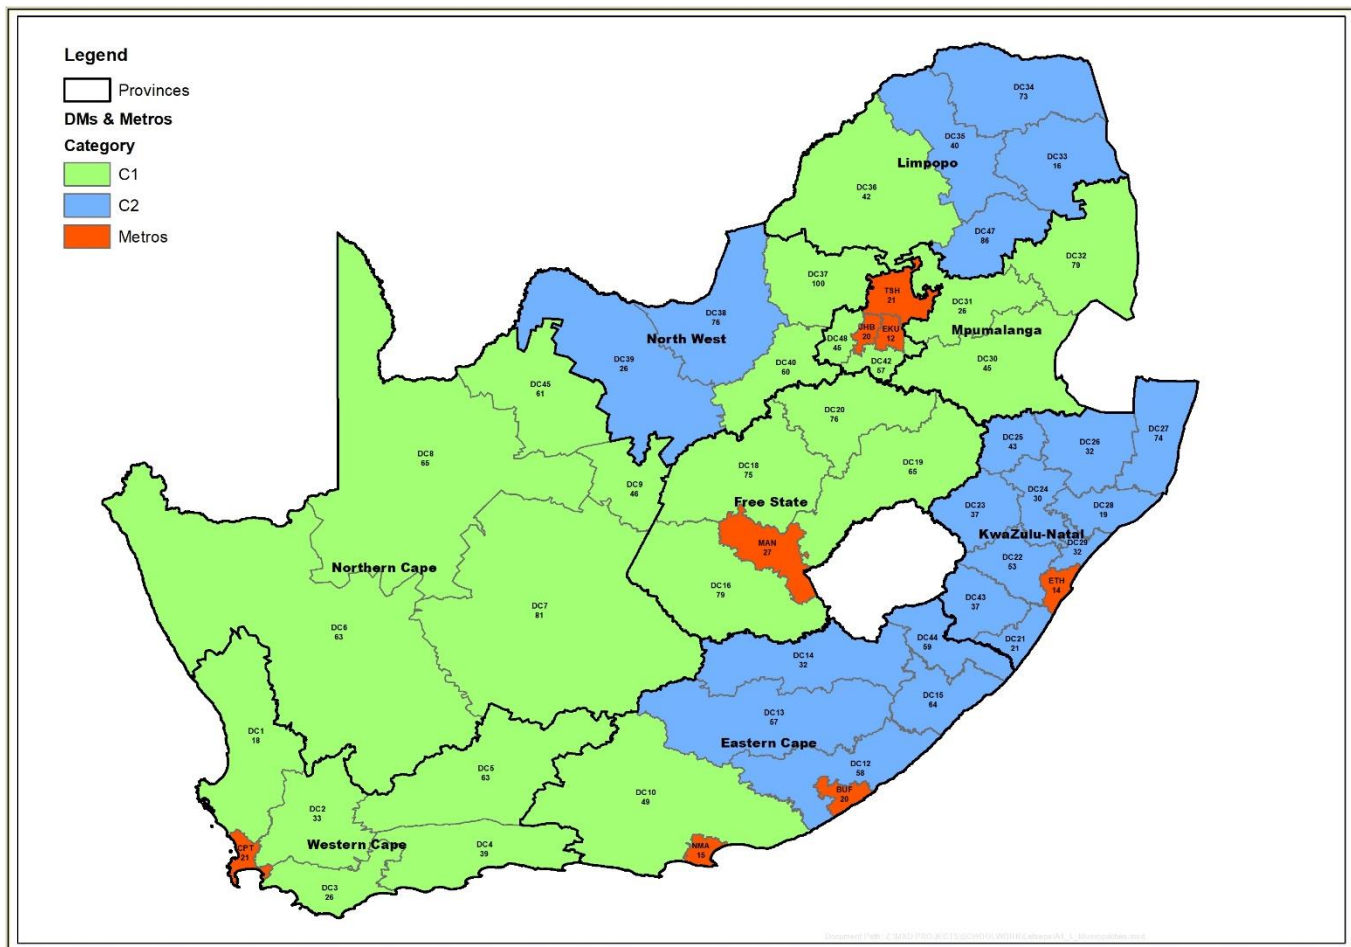 Legend
Provinces
DMs & Metros
Category
C1
C2
Metros
DC34
73
DC35
40
Limpopo
DC33
16
DC36
42
DC47
86
DC32
79
DC37
100
TSH
21
DC31
26
Mpumalanga
DC38
76
North West
JHB
20
EKU
12
DC48
45
DC39
26
DC40
60
DC42
57
DC30
45
DC45
61
DC20
76
DC27
74
DC25
43
DC26
32
DC8
65
DC18
75
DC19
65
DC9
46
DC24
30
Free State
DC23
37
DC28
19
KwaZulu-Natal
MAN
27
DC29
32
DC22
53
Northern Cape
ETH
14
DC16
79
DC43
37
DC7
81
DC6
63
DC44
59
DC21
21
DC14
32
DC15
64
DC13
57
DC1
18
Eastern Cape
DC12
58
DC5
63
DC10
49
BUF
20
DC2
33
Western Cape
DC4
39
CPT
21
NMA
15
DC3
26